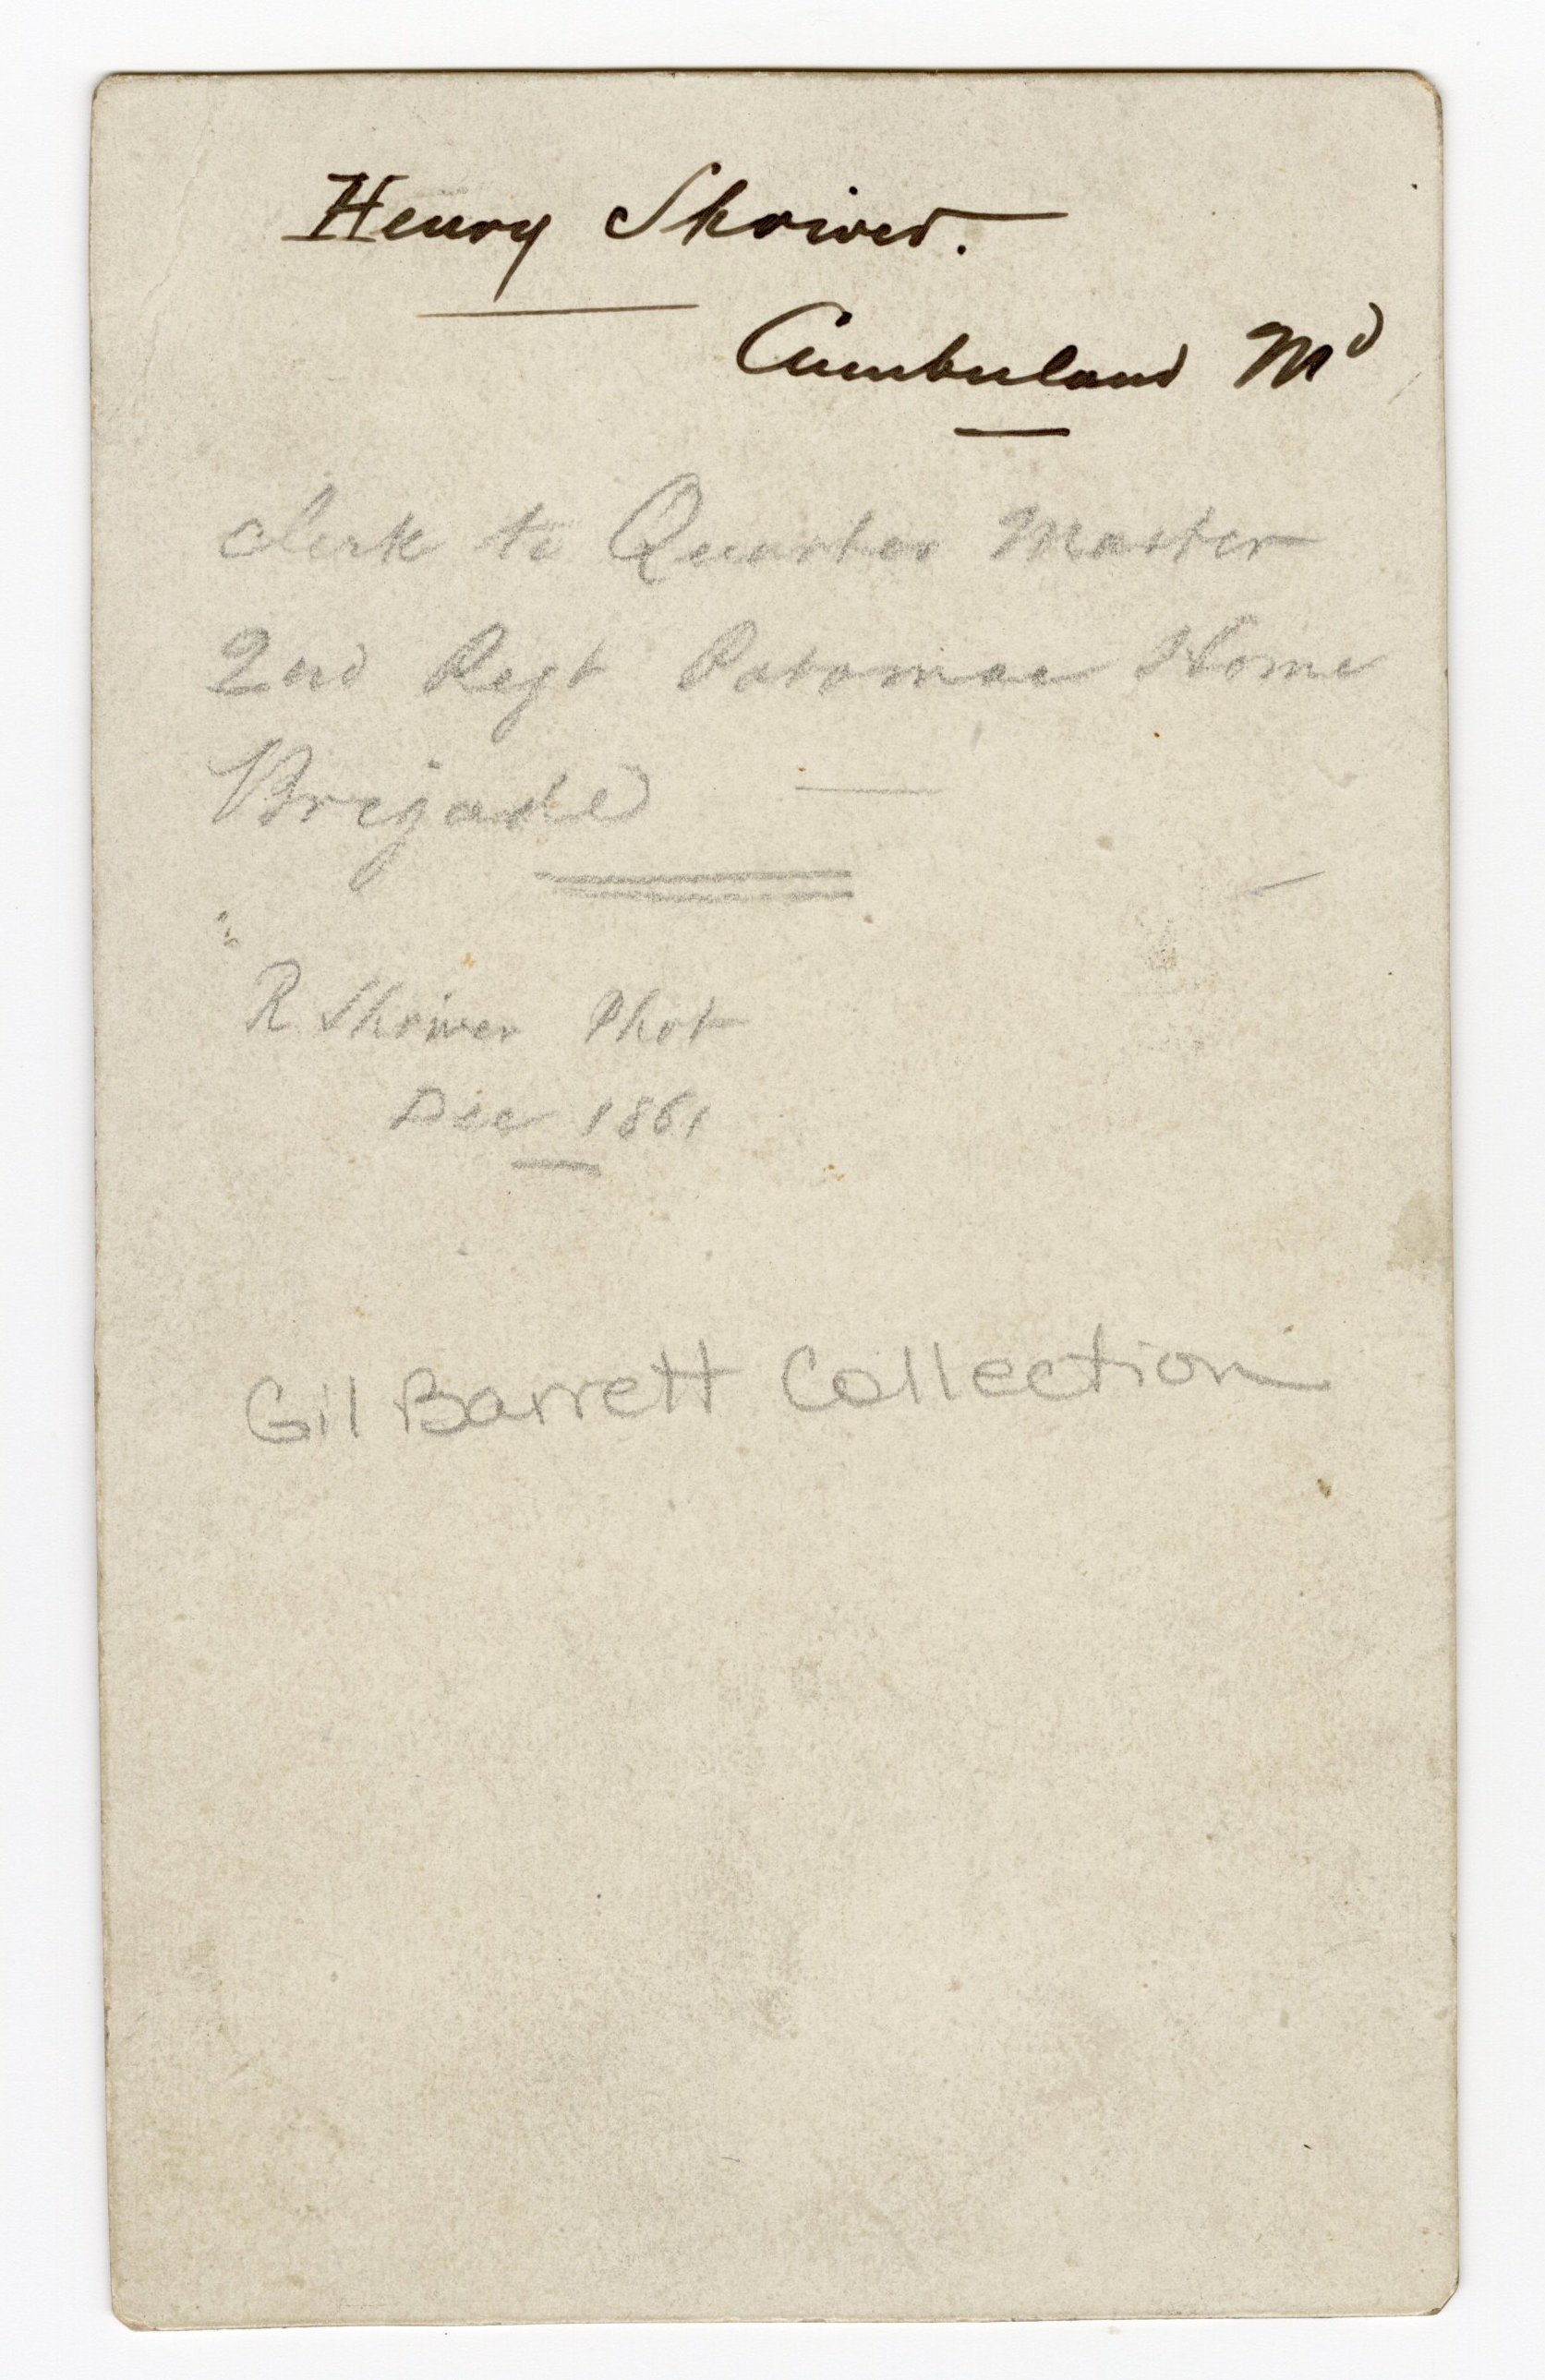 Henry Shriver.
Cumberland Md
Clerk to Quarter Master
2nd Regt Potomac Home
Brigade
R Shriver Phot
Dec 1861
Gil Barrett Collection